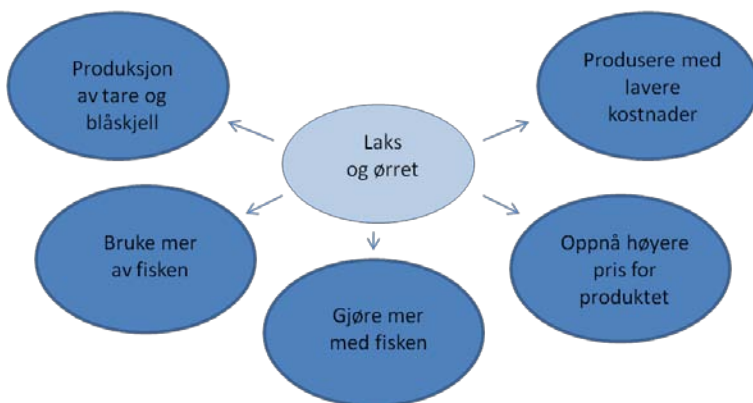 Produksjon
av tare og
blåskjell
Laks
og ørret
Produsere med
lavere
kostnader
Bruke mer
av fisken
Gjøre mer
med fisken
Oppnå høyere
pris for
produktet